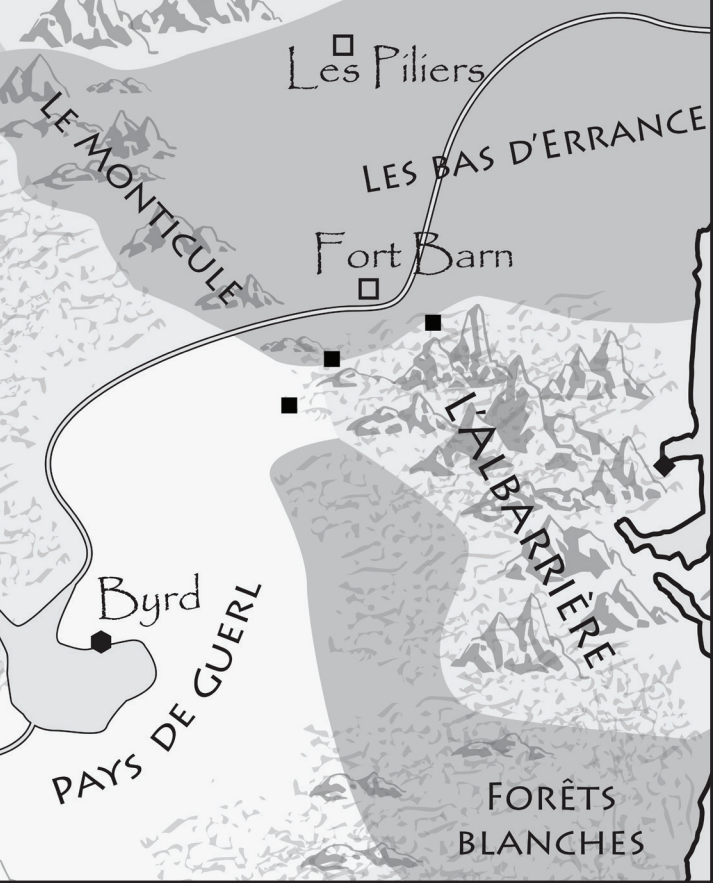 Les Piliers
LE MONTICULE
LES BAS D'ERRANCE
Fort Barn
L'ALBARRIÈRE
Byrd
PAYS DE GUERL
FORÊTS
BLANCHES